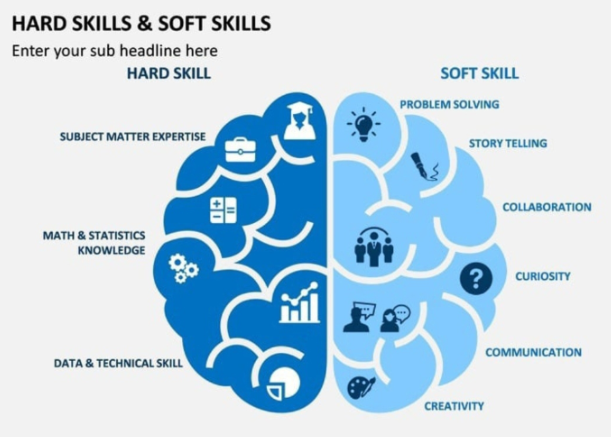 HARD SKILLS & SOFT SKILLS
Enter your sub headline here
HARD SKILL
SUBJECT MATTER EXPERTISE
MATH & STATISTICS
KNOWLEDGE
DATA & TECHNICAL SKILL
SOFT SKILL
PROBLEM SOLVING
STORY TELLING
COLLABORATION
CURIOSITY
COMMUNICATION
CREATIVITY